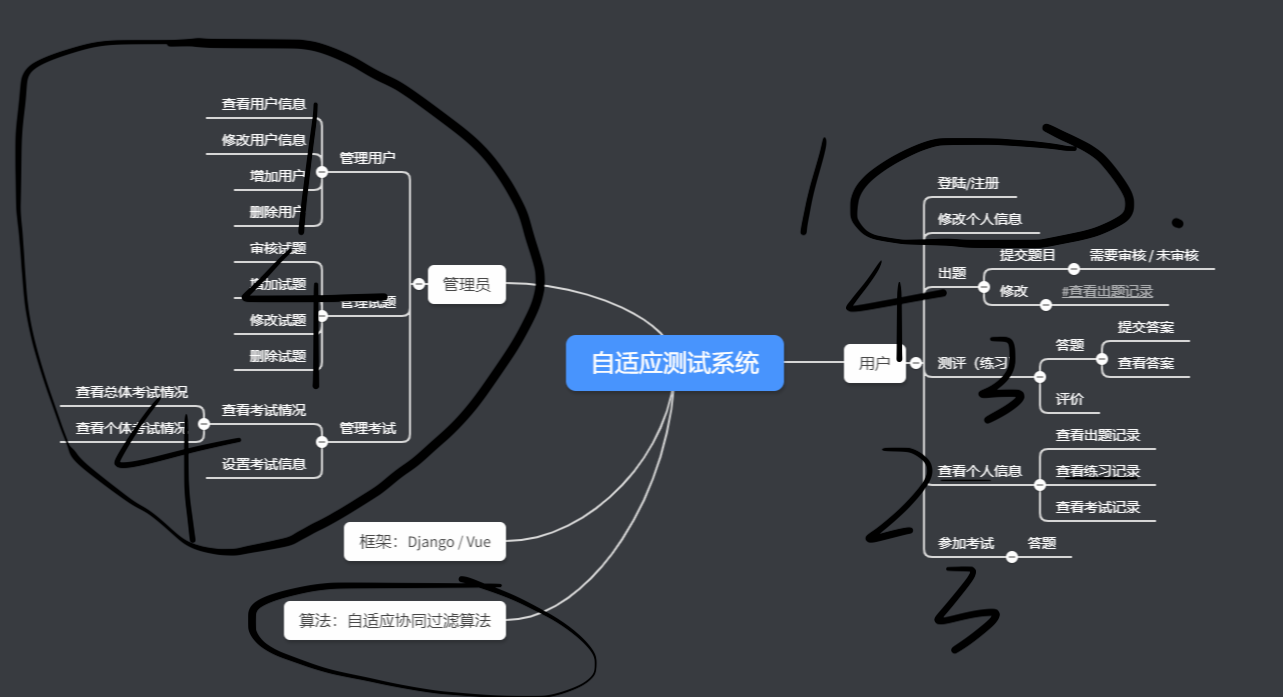 自适应测试系统
管理员
管理用户
查看用户信息
修改用户信息
增加用户
删除用户
1
管理试题
审核试题
增加试题
修改试题
删除试题
4
管理考试
查看考试情况
查看总体考试情况
查看个体考试情况
设置考试信息
4
框架：Django / Vue
算法：自适应协同过滤算法
用户
1
登陆/注册
修改个人信息
4
出题
提交题目
需要审核 / 未审核
修改
#查看出题记录
3
测评（练习
答题
提交答案
查看答案
评价
2
查看个人信息
查看出题记录
查看练习记录
查看考试记录
3
参加考试
答题